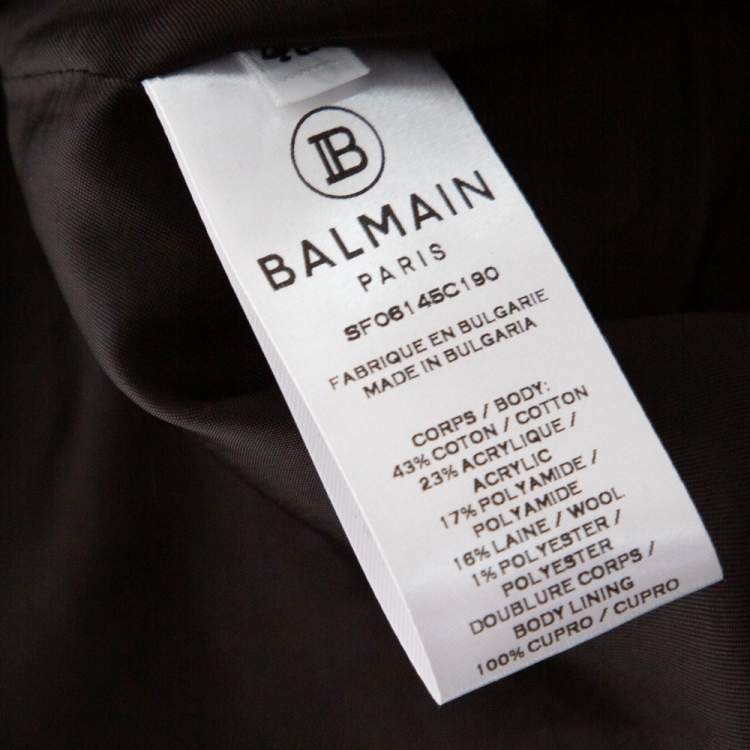 B
BALMAIN
PARIS
SF06145C190
FABRIQUE EN BULGARIE
MADE IN BULGARIA
CORPS / BODY:
43% COTON / COTTON
23% ACRYLIQUE /
ACRYLIC
17% POLYAMIDE /
POLYAMIDE
16% LAINE / WOOL
1% POLYESTER /
POLYESTER
DOUBLURE CORPS /
BODY LINING
100% CUPRO / CUPRO